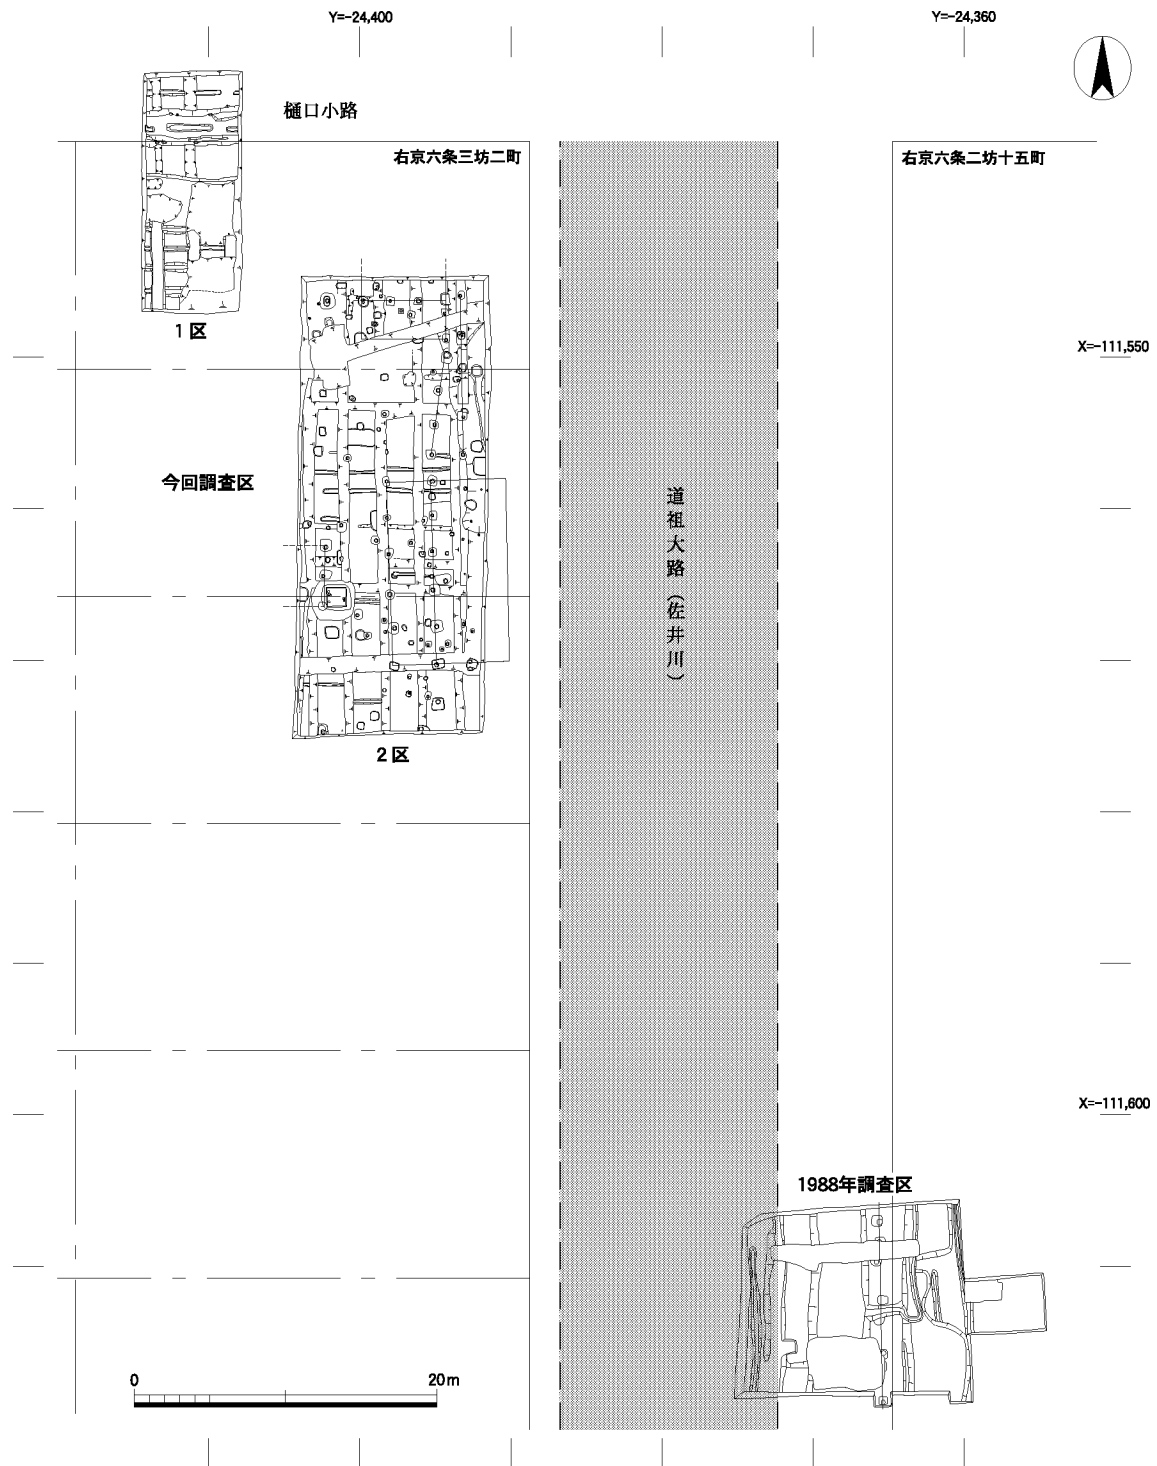 Y=-24,400
Y=-24,360
樋口小路
右京六条三坊二町
右京六条二坊十五町
1区
X=-111,550
今回調査区
道祖大路（佐井川）
2区
X=-111,600
1988年調査区
0
20m